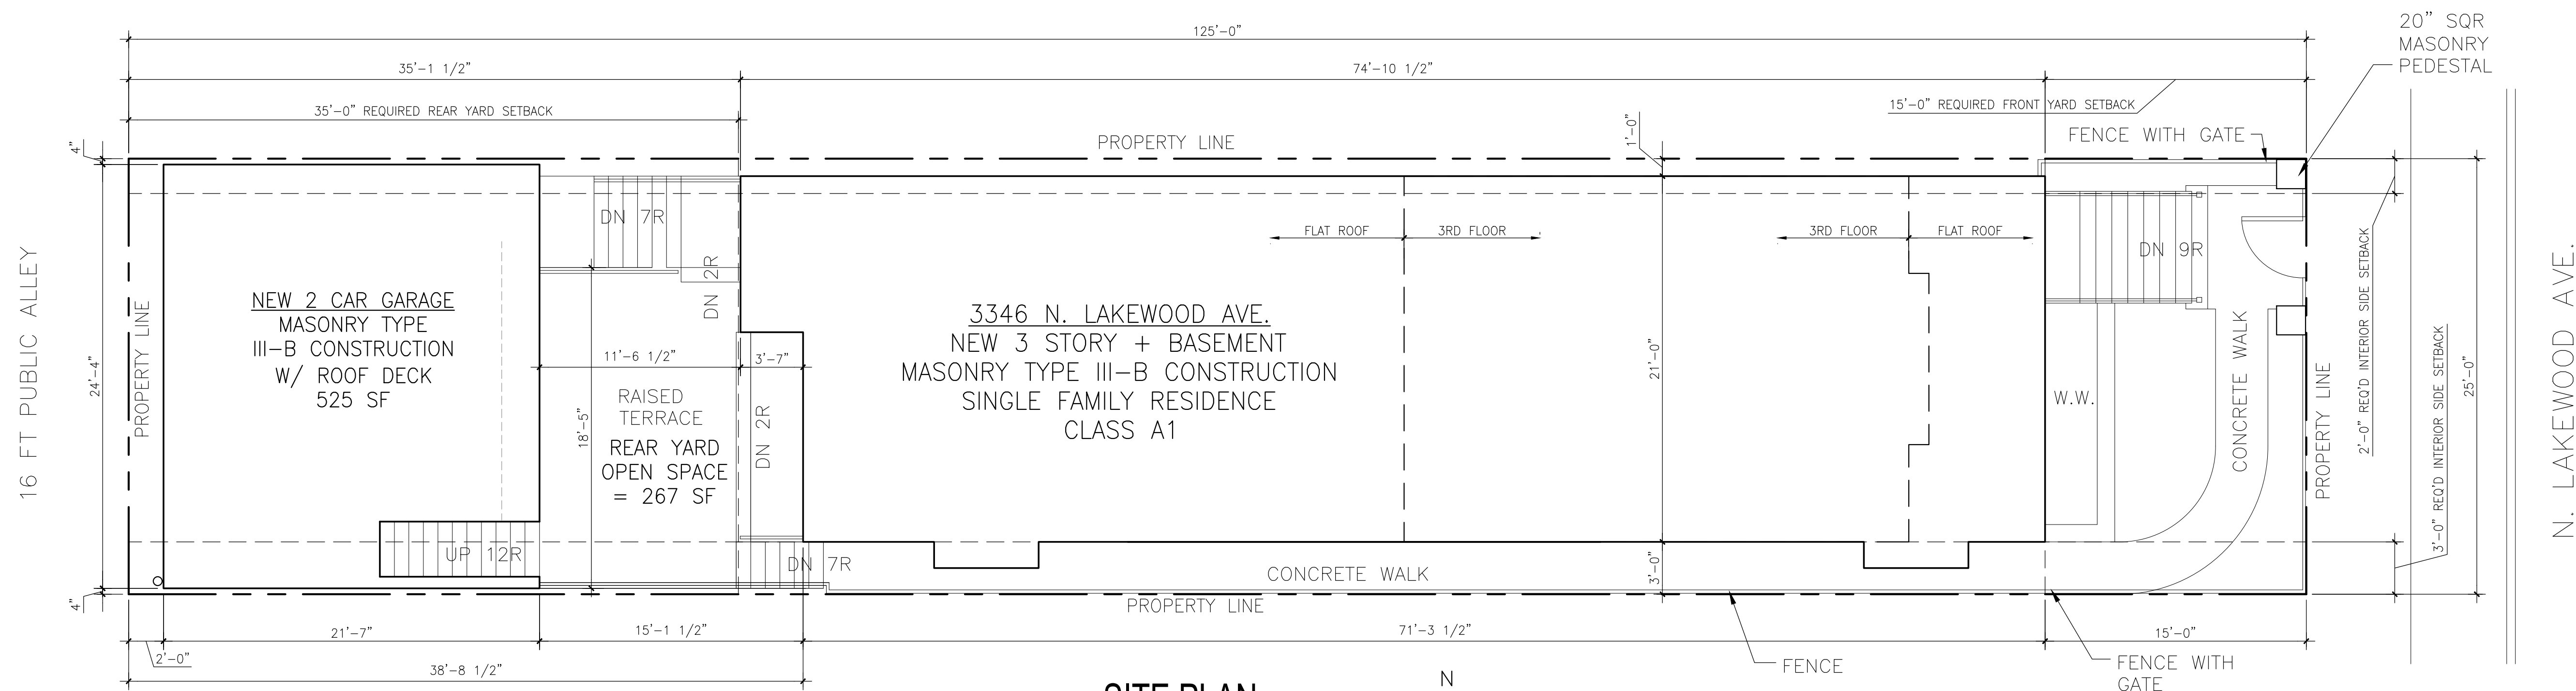 125'-0"
20" SQR
MASONRY
PEDESTAL
35'-1 1/2"
74'-10 1/2"
35'-0" REQUIRED REAR YARD SETBACK
15'-0" REQUIRED FRONT YARD SETBACK
4"
PROPERTY LINE
1'-0"
FENCE WITH GATE
16 FT PUBLIC ALLEY
24'-4"
PROPERTY LINE
NEW 2 CAR GARAGE
MASONRY TYPE
III-B CONSTRUCTION
W/ ROOF DECK
525 SF
UP 12R
DN 7R
DN 2R
11'-6 1/2"
3'-7"
18'-5"
RAISED
TERRACE
REAR YARD
OPEN SPACE
= 267 SF
DN 2R
DN 7R
3346 N. LAKEWOOD AVE.
NEW 3 STORY + BASEMENT
MASONRY TYPE III-B CONSTRUCTION
SINGLE FAMILY RESIDENCE
CLASS A1
FLAT ROOF
3RD FLOOR
3RD FLOOR
FLAT ROOF
21'-0"
3'-0"
DN 9R
W.W.
CONCRETE WALK
PROPERTY LINE
2'-0" REQ'D INTERIOR SIDE SETBACK
3'-0" REQ'D INTERIOR SIDE SETBACK
25'-0"
N. LAKEWOOD AVE.
CONCRETE WALK
4"
PROPERTY LINE
2'-0"
21'-7"
15'-1 1/2"
71'-3 1/2"
15'-0"
38'-8 1/2"
FENCE
FENCE WITH
GATE
SITE PLAN
N